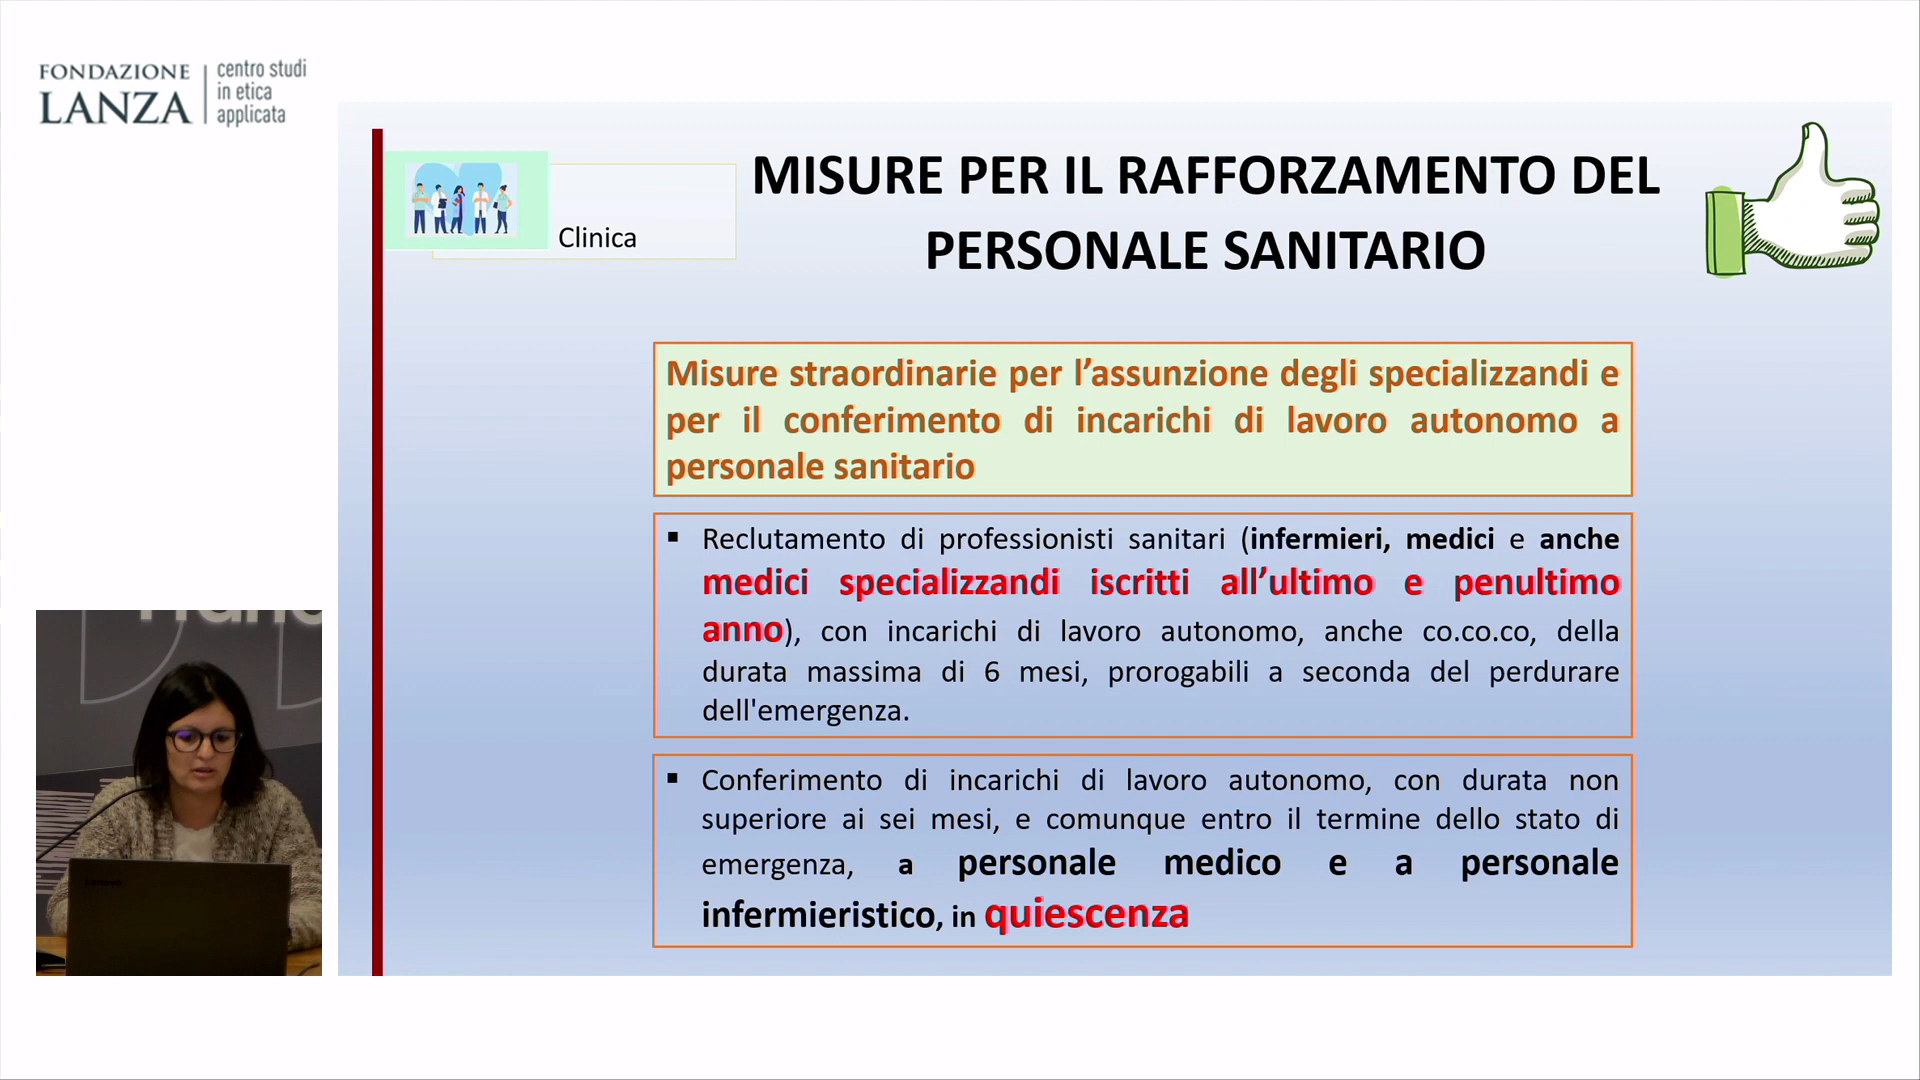 FONDAZIONE
LANZA
centro studi
in etica
applicata
Clinica
MISURE PER IL RAFFORZAMENTO DEL
PERSONALE SANITARIO
Misure straordinarie per l’assunzione degli specializzandi e
per il conferimento di incarichi di lavoro autonomo a
personale sanitario
▪ Reclutamento di professionisti sanitari (infermieri, medici e anche
medici specializzandi iscritti all’ultimo e penultimo
anno), con incarichi di lavoro autonomo, anche co.co.co, della
durata massima di 6 mesi, prorogabili a seconda del perdurare
dell'emergenza.
▪ Conferimento di incarichi di lavoro autonomo, con durata non
superiore ai sei mesi, e comunque entro il termine dello stato di
emergenza, a personale medico e a personale
infermieristico, in quiescenza